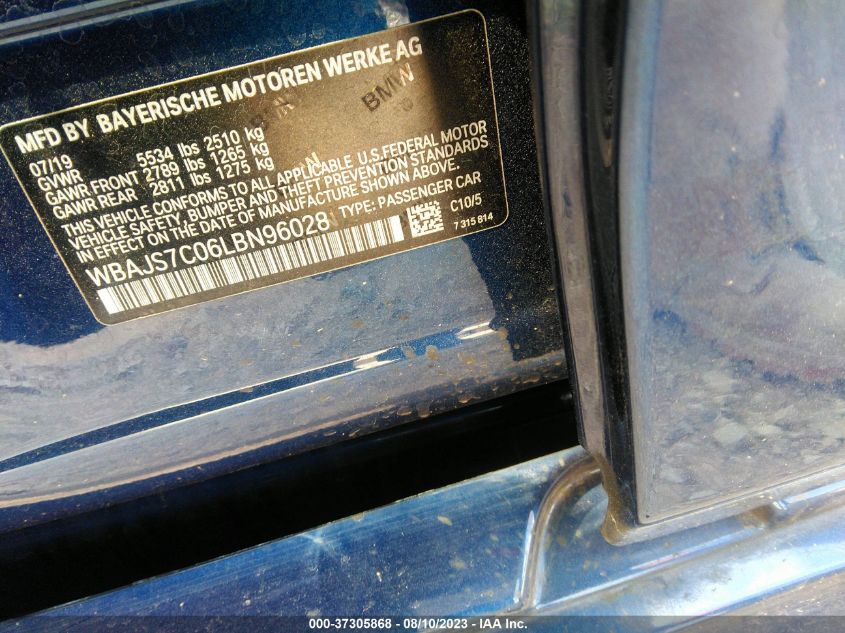 MFD BY BAYERISCHE MOTOREN WERKE AG
07/19
GVWR 5534 lbs 2510 kg
GAWR FRONT 2789 lbs 1265 kg
GAWR REAR 2811 lbs 1275 kg
THIS VEHICLE CONFORMS TO ALL APPLICABLE U.S.FEDERAL MOTOR
VEHICLE SAFETY, BUMPER AND THEFT PREVENTION STANDARDS
IN EFFECT ON THE DATE OF MANUFACTURE SHOWN ABOVE.
WBAJS7C06LBN96028 TYPE: PASSENGER CAR
C10/5
7 315 814
BMW
000-37305868 - 08/10/2023 - IAA Inc.